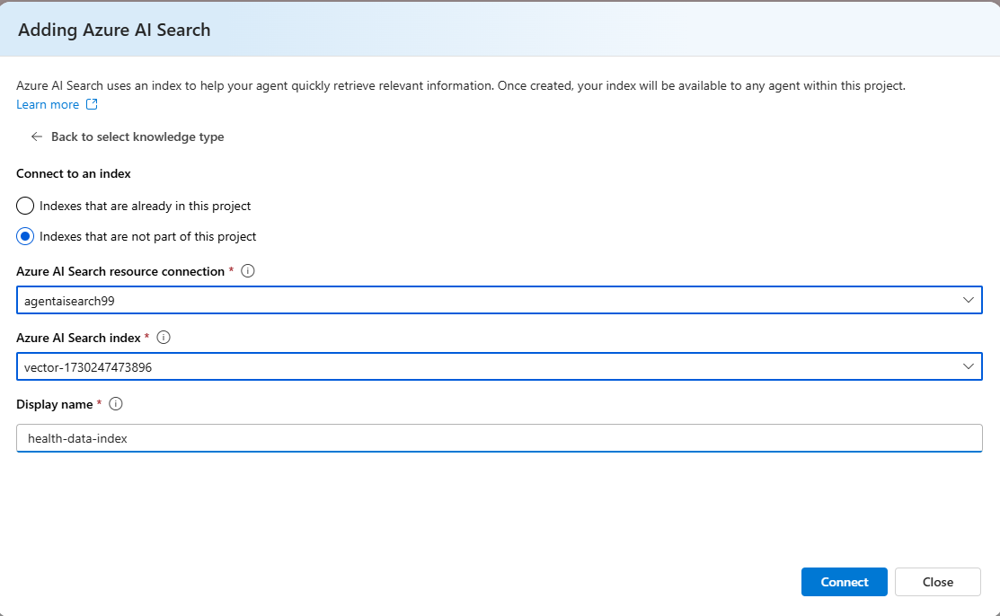 Adding Azure AI Search
Azure AI Search uses an index to help your agent quickly retrieve relevant information. Once created, your index will be available to any agent within this project.
Learn more
Back to select knowledge type
Connect to an index
Indexes that are already in this project
Indexes that are not part of this project
Azure AI Search resource connection *
agentaisearch99
Azure AI Search index *
vector-1730247473896
Display name *
health-data-index
Connect Close